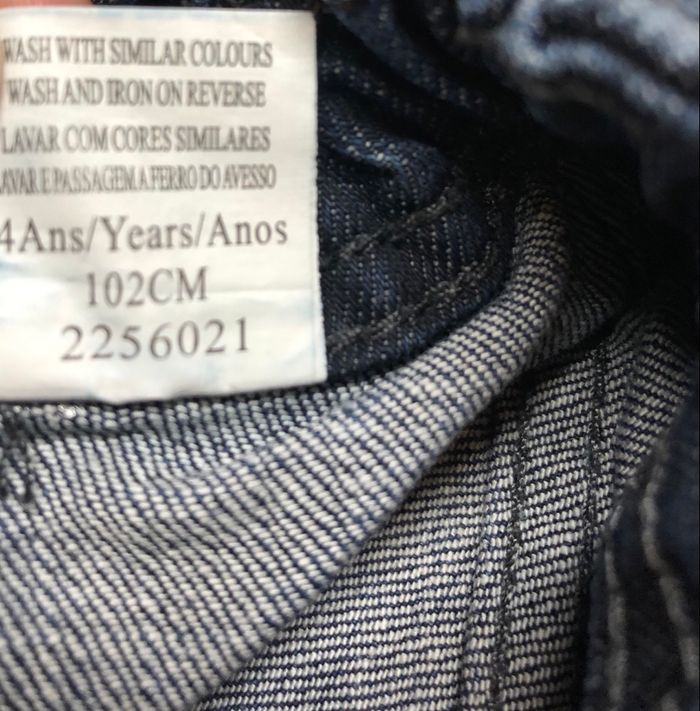 WASH WITH SIMILAR COLOURS
WASH AND IRON ON REVERSE
LAVAR COM CORES SIMILARES
LAVAR E PASSAGEM A FERRO DO AVESSO
4Ans/Years/Anos
102CM
2256021